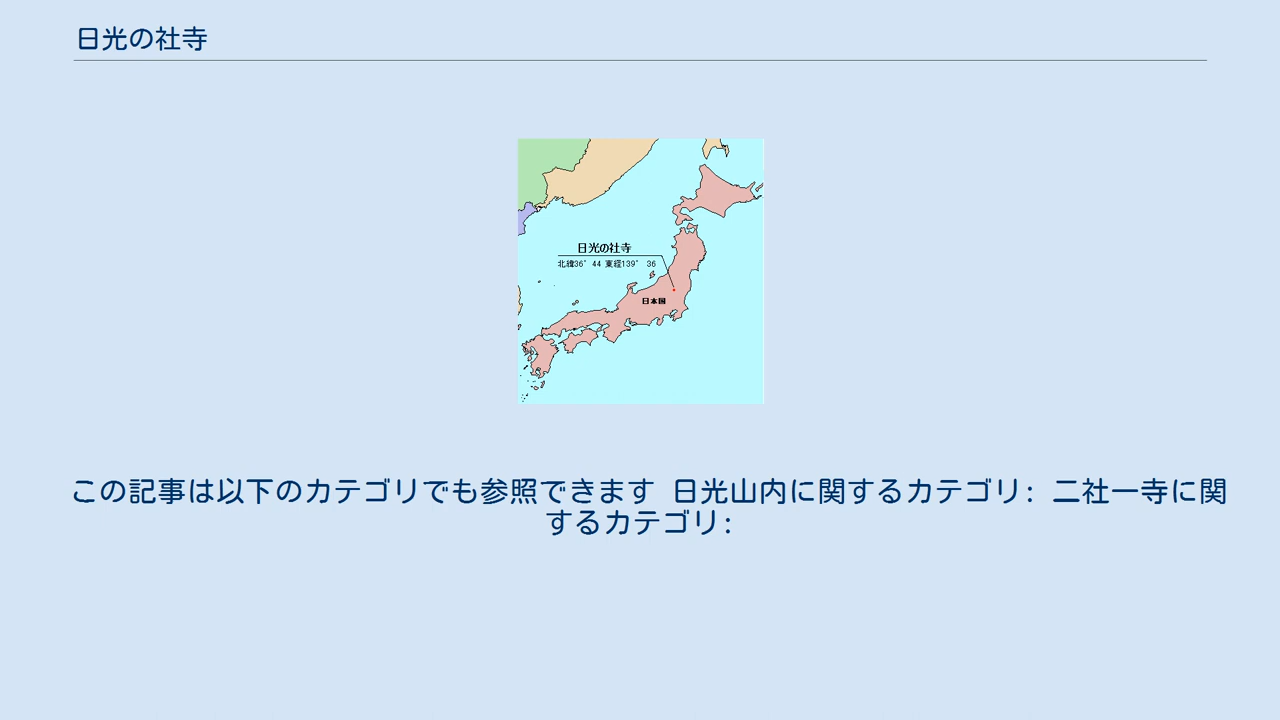 日光の社寺
日光の社寺
北緯36°44 東経139°36
日本国
この記事は以下のカテゴリでも参照できます 日光山内に関するカテゴリ: 二社一寺に関
するカテゴリ: